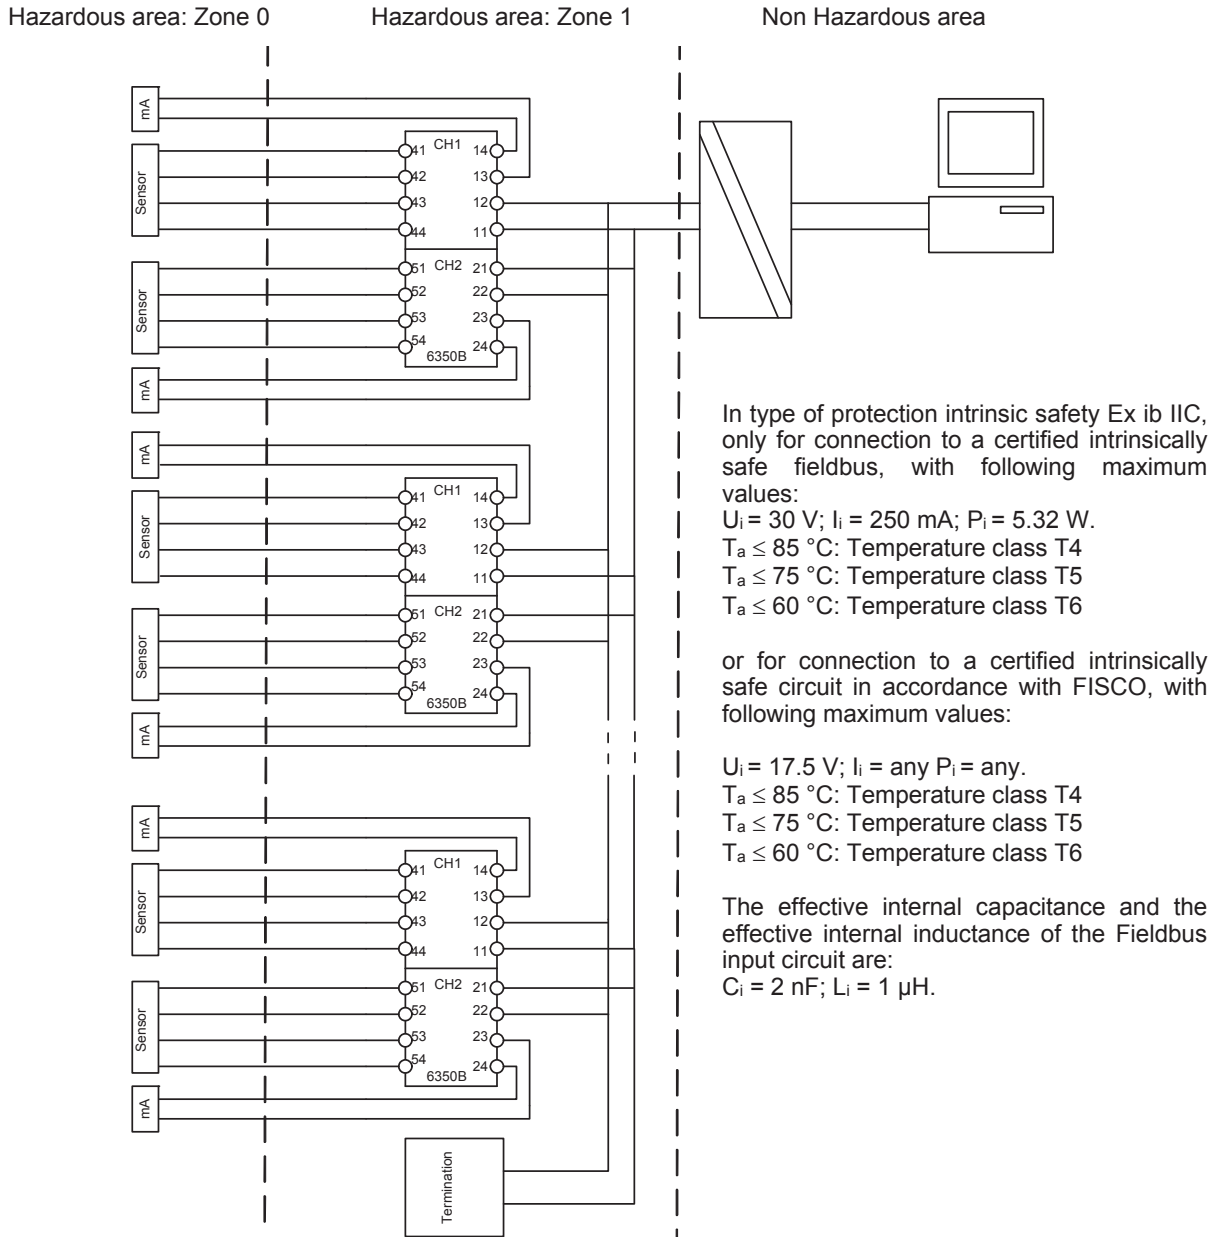 Hazardous area: Zone 0
Hazardous area: Zone 1
Non Hazardous area
mA
Sensor
Sensor
mA
CH1
41
42
43
44
14
13
12
11
CH2
51
52
53
54
21
22
23
24
6350B
mA
Sensor
Sensor
mA
CH1
41
42
43
44
14
13
12
11
CH2
51
52
53
54
21
22
23
24
6350B
mA
Sensor
Sensor
mA
CH1
41
42
43
44
14
13
12
11
CH2
51
52
53
54
21
22
23
24
6350B
Termination
In type of protection intrinsic safety Ex ib IIC,
only for connection to a certified intrinsically
safe fieldbus, with following maximum
values:
Ui = 30 V; Ii = 250 mA; Pi = 5.32 W.
Ta ≤ 85 °C: Temperature class T4
Ta ≤ 75 °C: Temperature class T5
Ta ≤ 60 °C: Temperature class T6
or for connection to a certified intrinsically
safe circuit in accordance with FISCO, with
following maximum values:
Ui = 17.5 V; Ii = any Pi = any.
Ta ≤ 85 °C: Temperature class T4
Ta ≤ 75 °C: Temperature class T5
Ta ≤ 60 °C: Temperature class T6
The effective internal capacitance and the
effective internal inductance of the Fieldbus
input circuit are:
Ci = 2 nF; Li = 1 µH.